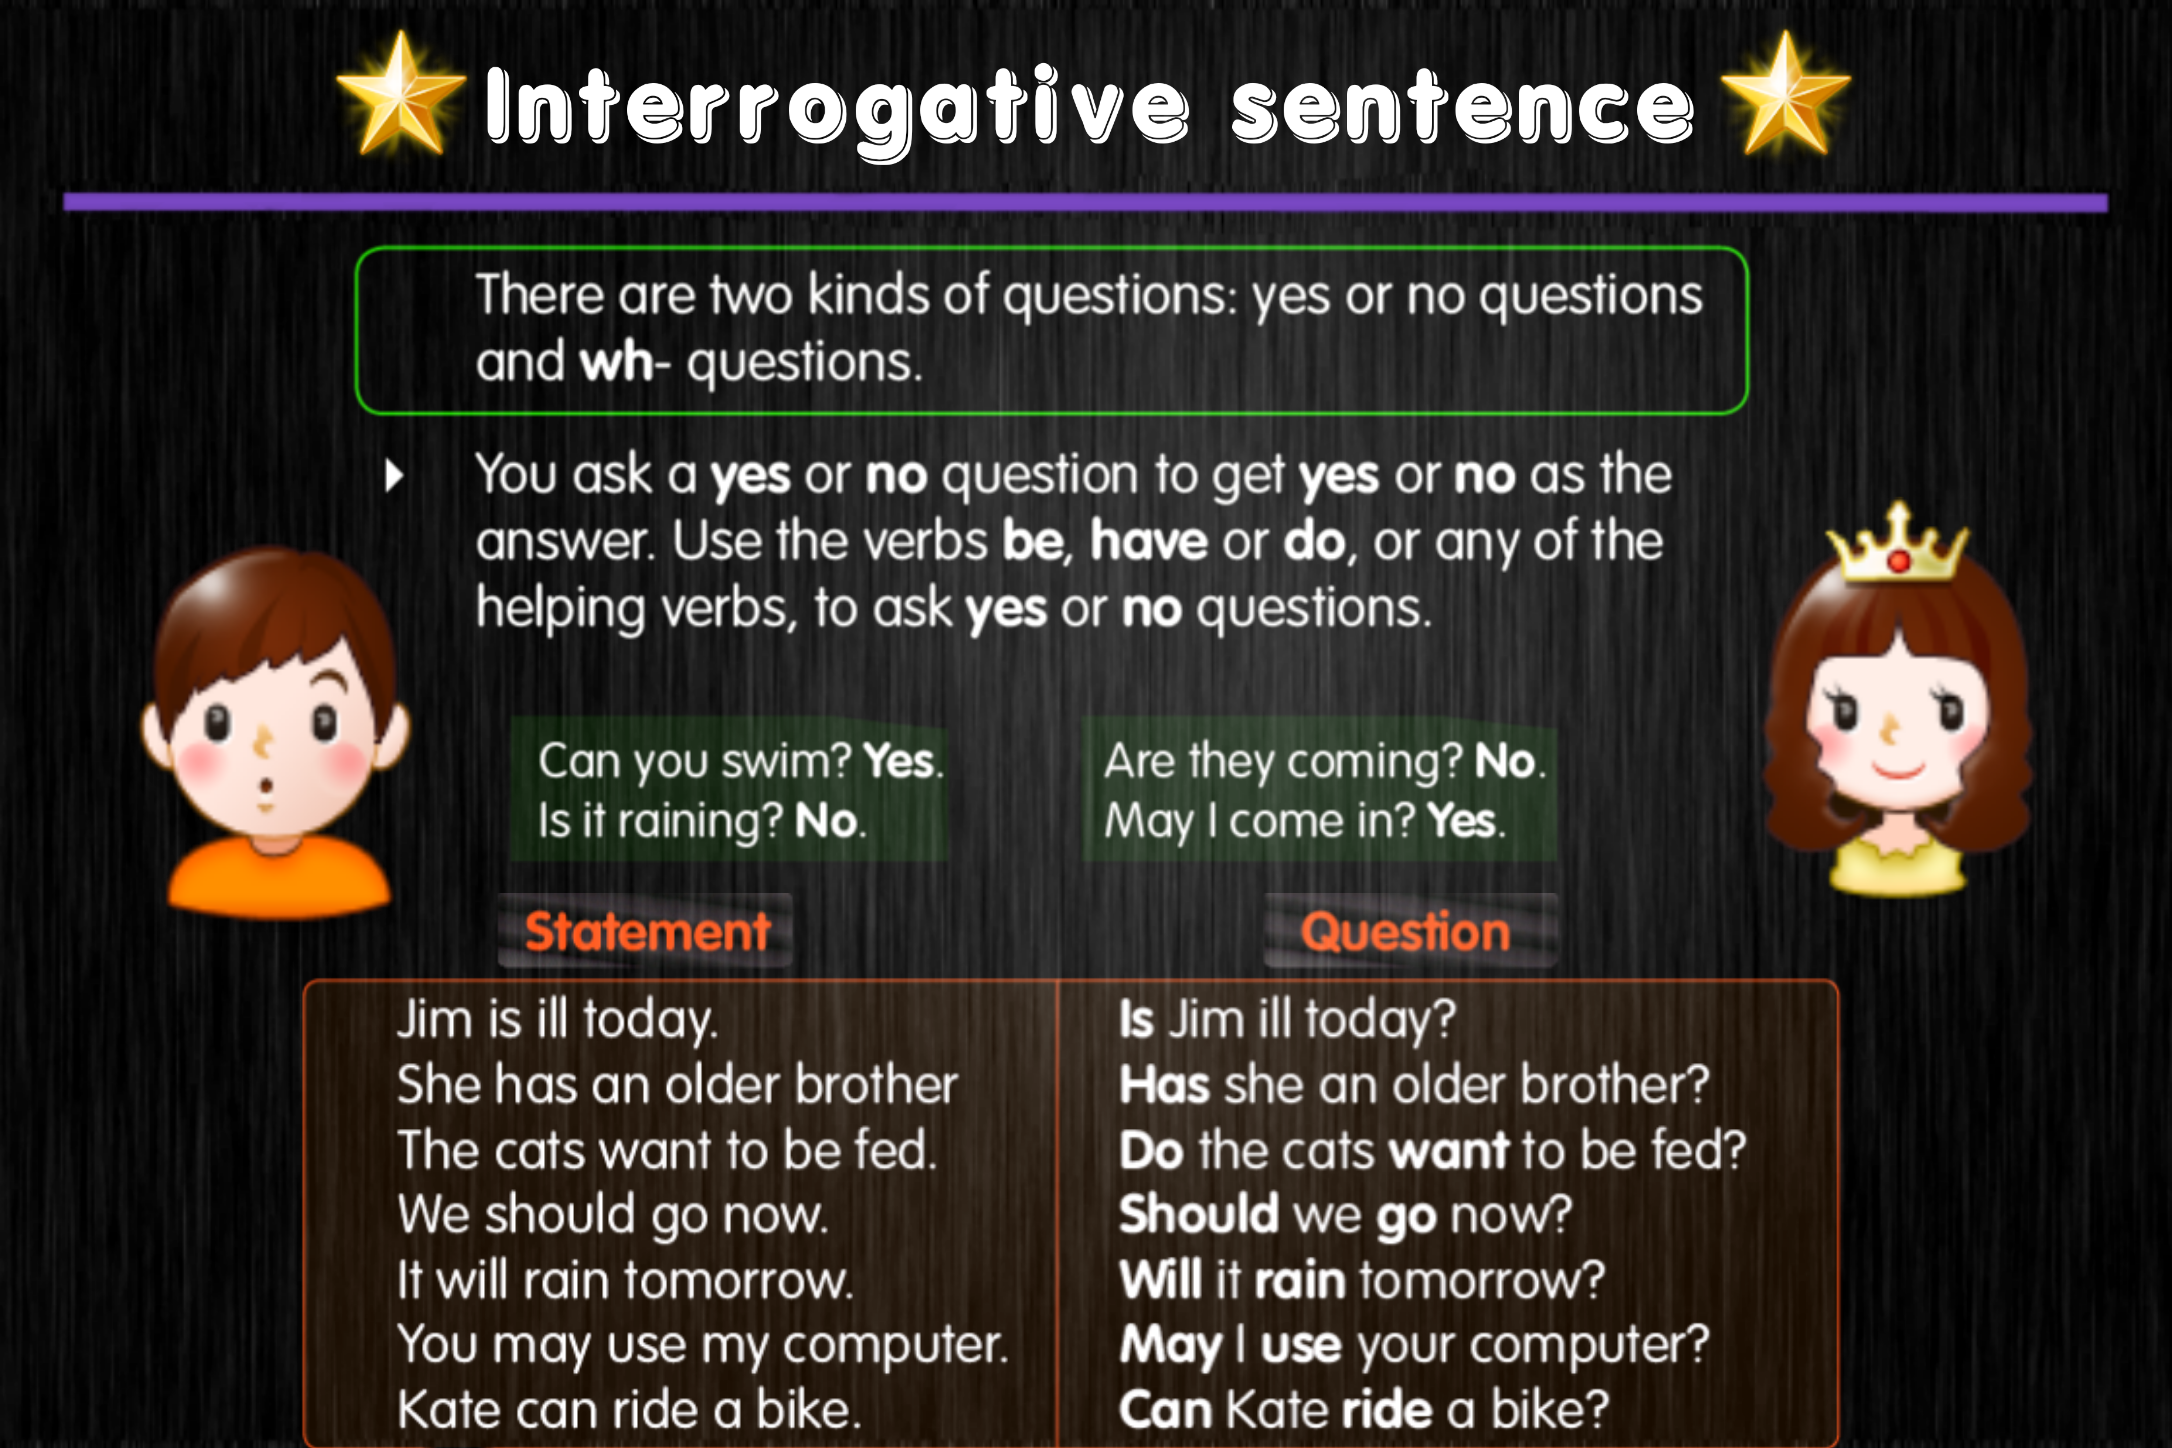 Interrogative sentence
There are two kinds of questions: yes or no questions
and wh- questions.
You ask a yes or no question to get yes or no as the
answer. Use the verbs be, have or do, or any of the
helping verbs, to ask yes or no questions.
Can you swim? Yes.
Is it raining? No.
Are they coming? No.
May I come in? Yes.
Statement
Jim is ill today.
She has an older brother
The cats want to be fed.
We should go now.
It will rain tomorrow.
You may use my computer.
Kate can ride a bike.
Question
Is Jim ill today?
Has she an older brother?
Do the cats want to be fed?
Should we go now?
Will it rain tomorrow?
May I use your computer?
Can Kate ride a bike?